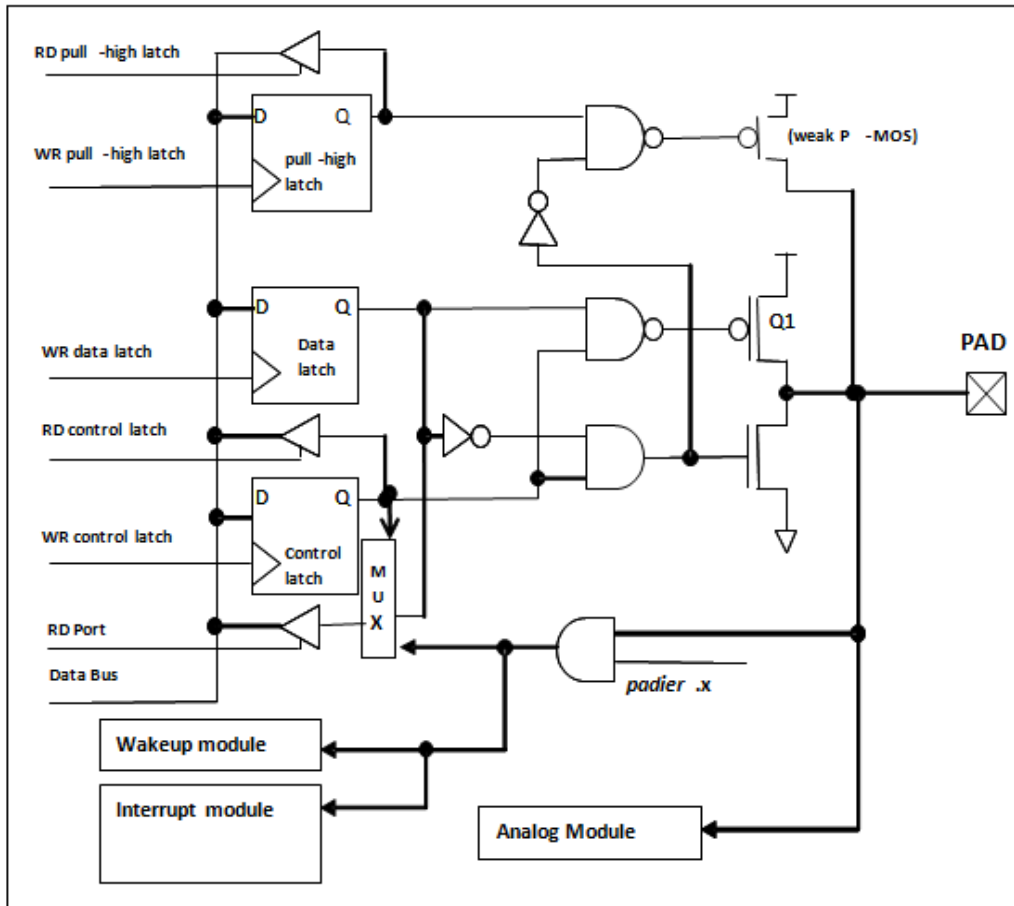 RD pull -high latch
D Q
pull -high
latch
WR pull -high latch
(weak P -MOS)
D Q
Data
latch
WR data latch
Q1
PAD
RD control latch
D Q
Control
latch
WR control latch
M
U
X
RD Port
Data Bus
padier .x
Wakeup module
Interrupt module
Analog Module